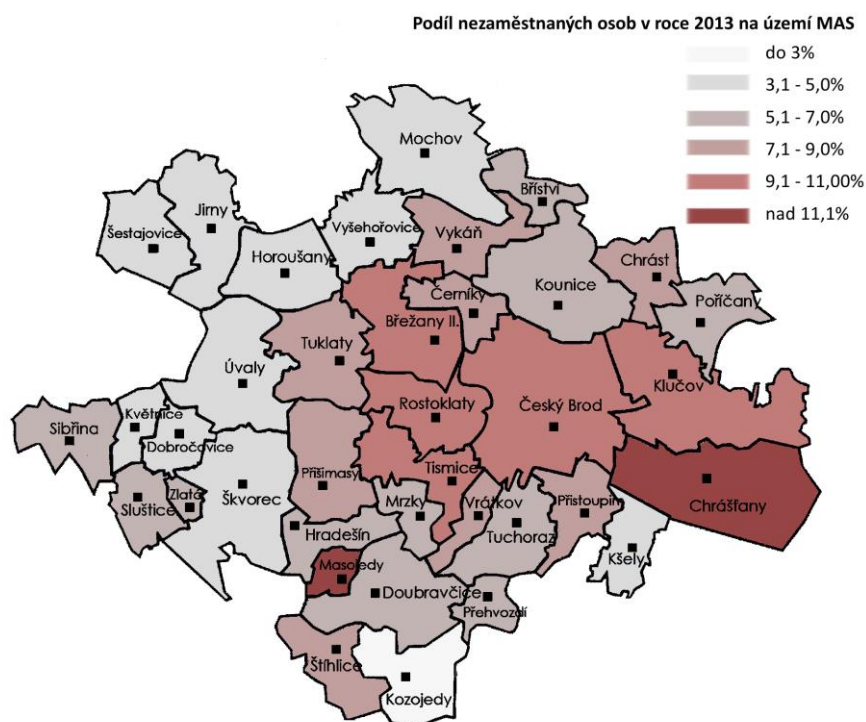 Podíl nezaměstnaných osob v roce 2013 na území MAS
do 3%
3,1 - 5,0%
5,1 - 7,0%
7,1 - 9,0%
9,1 - 11,00%
nad 11,1%
Mochov
Bříství
Jirny
Šestajovice
Vyšehořovice
Vykáň
Horoušany
Chrást
Kounice
Černíky
Poříčany
Břežany II.
Tuklaty
Úvaly
Klučov
Rostoklaty
Český Brod
Květnice
Sibřina
Dobročovice
Tismice
Přišimasy
Škvorec
Zlatá
Sluštice
Mrzky
Vrátkov
Přistoupim
Chrášťany
Tuchoraz
Hradešín
Kšely
Masojedy
Doubravčice
Přehvozdí
Štíhlice
Kozojedy